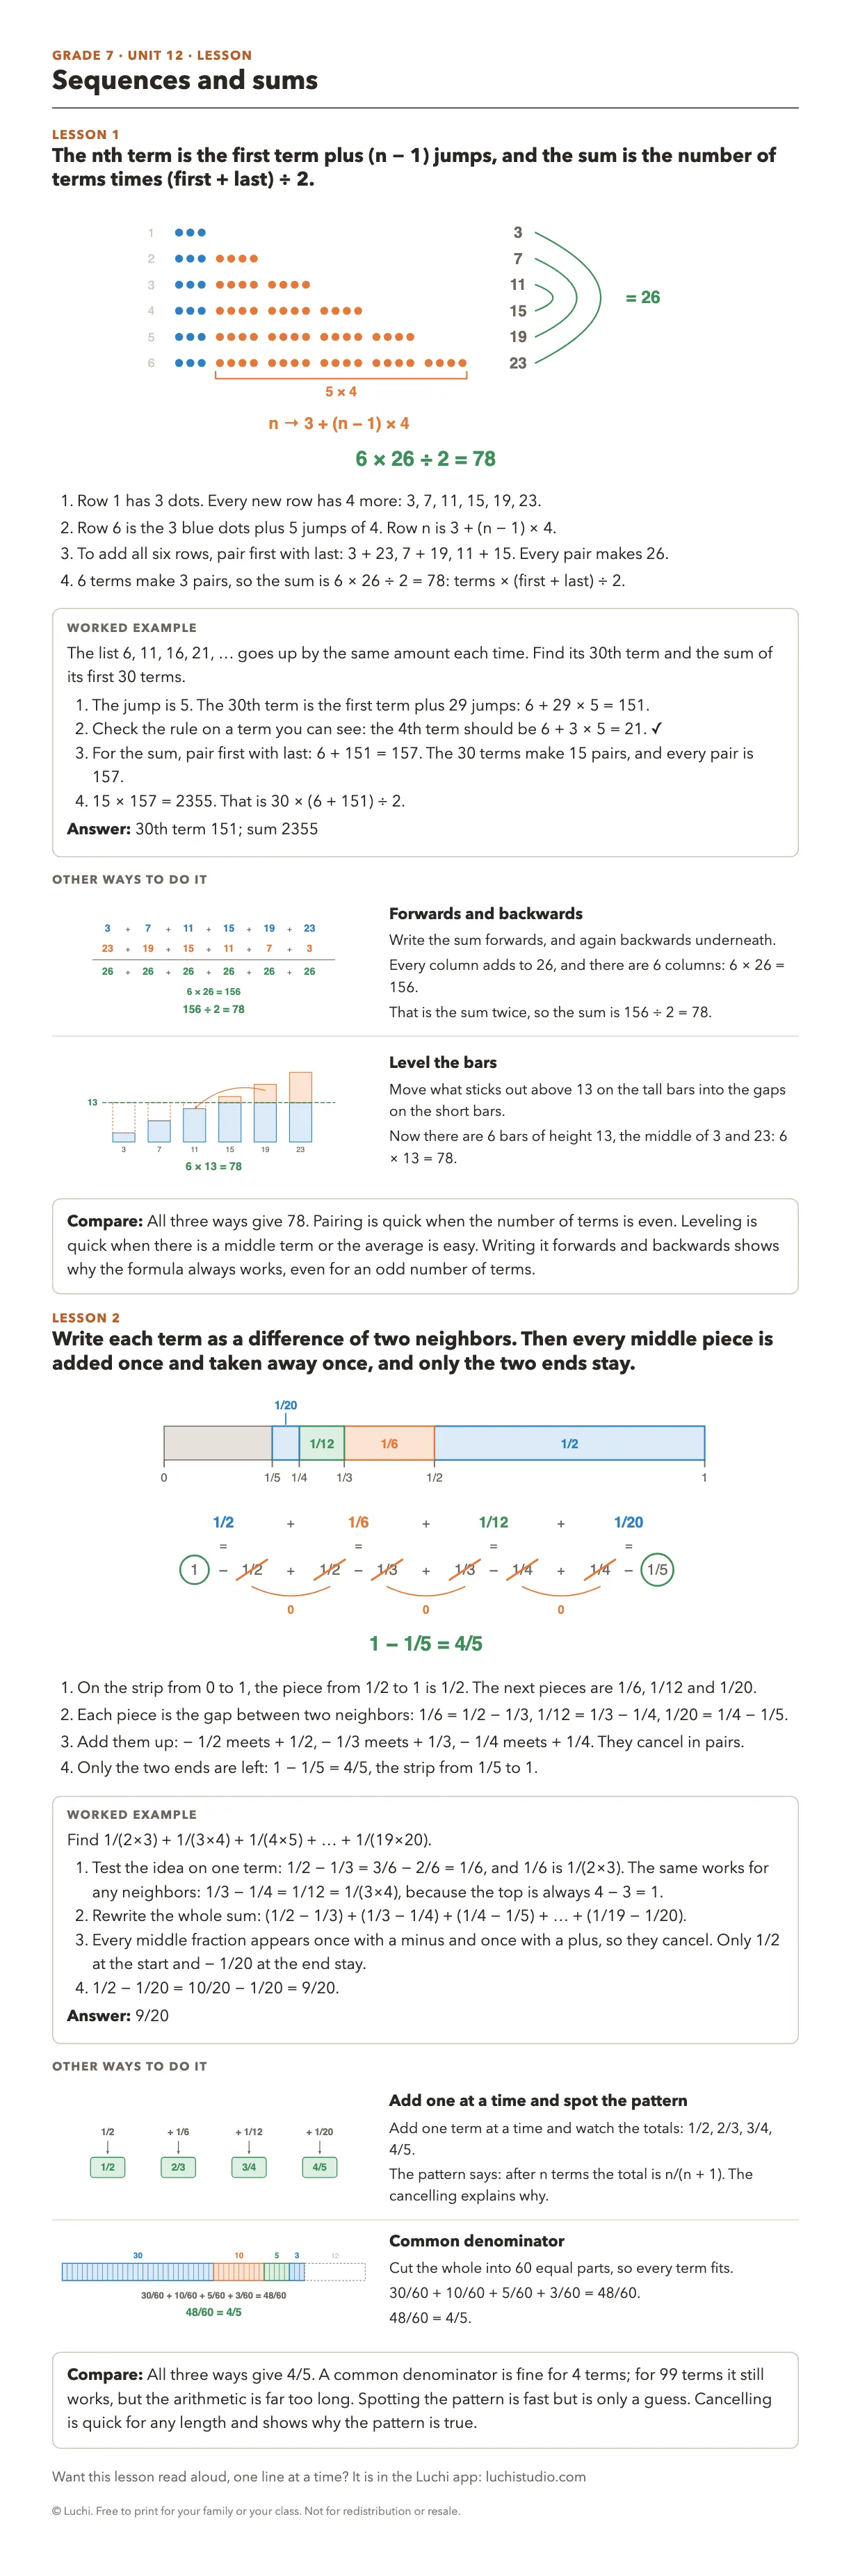 GRADE 7 · UNIT 12 · LESSON
Sequences and sums
LESSON 1
The nth term is the first term plus (n − 1) jumps, and the sum is the number of
terms times (first + last) ÷ 2.
1
2
3
4
5
6
5 × 4
n → 3 + (n − 1) × 4
3
7
11
15
19
23
= 26
6 × 26 ÷ 2 = 78
1. Row 1 has 3 dots. Every new row has 4 more: 3, 7, 11, 15, 19, 23.
2. Row 6 is the 3 blue dots plus 5 jumps of 4. Row n is 3 + (n − 1) × 4.
3. To add all six rows, pair first with last: 3 + 23, 7 + 19, 11 + 15. Every pair makes 26.
4. 6 terms make 3 pairs, so the sum is 6 × 26 ÷ 2 = 78: terms × (first + last) ÷ 2.
WORKED EXAMPLE
The list 6, 11, 16, 21, … goes up by the same amount each time. Find its 30th term and the sum of
its first 30 terms.
1. The jump is 5. The 30th term is the first term plus 29 jumps: 6 + 29 × 5 = 151.
2. Check the rule on a term you can see: the 4th term should be 6 + 3 × 5 = 21. ✓
3. For the sum, pair first with last: 6 + 151 = 157. The 30 terms make 15 pairs, and every pair is
157.
4. 15 × 157 = 2355. That is 30 × (6 + 151) ÷ 2.
Answer: 30th term 151; sum 2355
OTHER WAYS TO DO IT
3 + 7 + 11 + 15 + 19 + 23
23 + 19 + 15 + 11 + 7 + 3
26 + 26 + 26 + 26 + 26 + 26
6 × 26 = 156
156 ÷ 2 = 78
Forwards and backwards
Write the sum forwards, and again backwards underneath.
Every column adds to 26, and there are 6 columns: 6 × 26 =
156.
That is the sum twice, so the sum is 156 ÷ 2 = 78.
13
3 7 11 15 19 23
6 × 13 = 78
Level the bars
Move what sticks out above 13 on the tall bars into the gaps
on the short bars.
Now there are 6 bars of height 13, the middle of 3 and 23: 6
× 13 = 78.
Compare: All three ways give 78. Pairing is quick when the number of terms is even. Leveling is
quick when there is a middle term or the average is easy. Writing it forwards and backwards shows
why the formula always works, even for an odd number of terms.
LESSON 2
Write each term as a difference of two neighbors. Then every middle piece is
added once and taken away once, and only the two ends stay.
1/20
1/12 1/6 1/2
0 1/5 1/4 1/3 1/2 1
1/2 + 1/6 + 1/12 + 1/20
= = = =
1 − 1/2 + 1/2 − 1/3 + 1/3 − 1/4 + 1/4 − 1/5
0 0 0
1 − 1/5 = 4/5
1. On the strip from 0 to 1, the piece from 1/2 to 1 is 1/2. The next pieces are 1/6, 1/12 and 1/20.
2. Each piece is the gap between two neighbors: 1/6 = 1/2 − 1/3, 1/12 = 1/3 − 1/4, 1/20 = 1/4 − 1/5.
3. Add them up: − 1/2 meets + 1/2, − 1/3 meets + 1/3, − 1/4 meets + 1/4. They cancel in pairs.
4. Only the two ends are left: 1 − 1/5 = 4/5, the strip from 1/5 to 1.
WORKED EXAMPLE
Find 1/(2×3) + 1/(3×4) + 1/(4×5) + … + 1/(19×20).
1. Test the idea on one term: 1/2 − 1/3 = 3/6 − 2/6 = 1/6, and 1/6 is 1/(2×3). The same works for
any neighbors: 1/3 − 1/4 = 1/12 = 1/(3×4), because the top is always 4 − 3 = 1.
2. Rewrite the whole sum: (1/2 − 1/3) + (1/3 − 1/4) + (1/4 − 1/5) + … + (1/19 − 1/20).
3. Every middle fraction appears once with a minus and once with a plus, so they cancel. Only 1/2
at the start and − 1/20 at the end stay.
4. 1/2 − 1/20 = 10/20 − 1/20 = 9/20.
Answer: 9/20
OTHER WAYS TO DO IT
1/2 + 1/6 + 1/12 + 1/20
1/2 2/3 3/4 4/5
Add one at a time and spot the pattern
Add one term at a time and watch the totals: 1/2, 2/3, 3/4,
4/5.
The pattern says: after n terms the total is n/(n + 1). The
cancelling explains why.
30 10 5 3 12
30/60 + 10/60 + 5/60 + 3/60 = 48/60
48/60 = 4/5
Common denominator
Cut the whole into 60 equal parts, so every term fits.
30/60 + 10/60 + 5/60 + 3/60 = 48/60.
48/60 = 4/5.
Compare: All three ways give 4/5. A common denominator is fine for 4 terms; for 99 terms it still
works, but the arithmetic is far too long. Spotting the pattern is fast but is only a guess. Cancelling
is quick for any length and shows why the pattern is true.
Want this lesson read aloud, one line at a time? It is in the Luchi app: luchistudio.com
© Luchi. Free to print for your family or your class. Not for redistribution or resale.